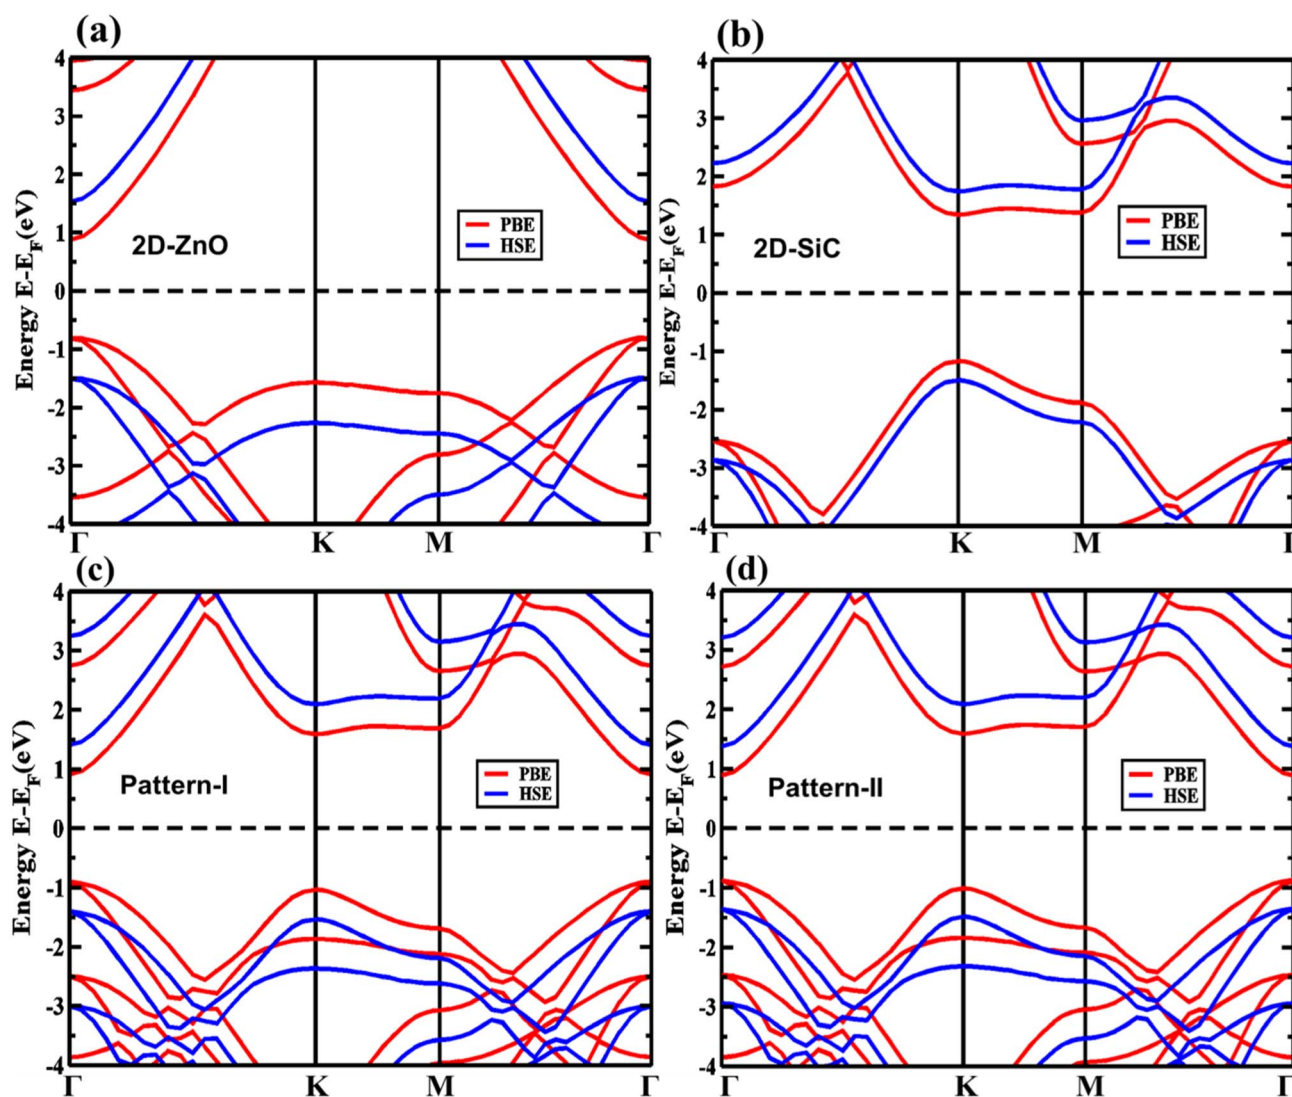 (a)
Energy E-E_F(eV)
4
3
2
1
0
-1
-2
-3
-4
2D-ZnO
PBE
HSE
Γ K M Γ
(b)
Energy E-E_F(eV)
4
3
2
1
0
-1
-2
-3
-4
2D-SiC
PBE
HSE
Γ K M Γ
(c)
Energy E-E_F(eV)
4
3
2
1
0
-1
-2
-3
-4
Pattern-I
PBE
HSE
Γ K M Γ
(d)
Energy E-E_F(eV)
4
3
2
1
0
-1
-2
-3
-4
Pattern-II
PBE
HSE
Γ K M Γ